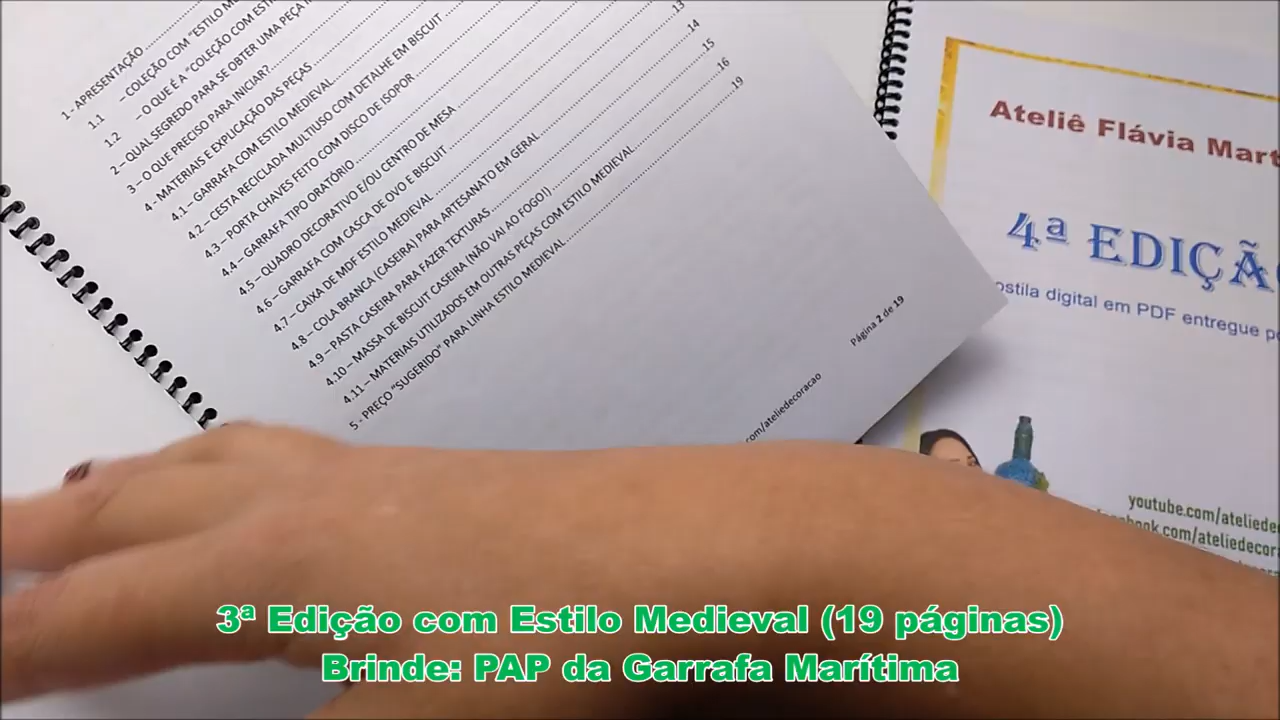 1 - APRESENTAÇÃO
1.1 – COLEÇÃO COM "ESTILO
1.2 – O QUE É A "COLEÇÃO COM
2 – QUAL SEGREDO PARA SE OBTER UMA PEÇA
3 – O QUE PRECISO PARA INICIAR?
4 - MATERIAIS E EXPLICAÇÃO DAS PEÇAS
4.1 – GARRAFA COM ESTILO MEDIEVAL
4.2 – CESTA RECICLADA MULTIUSO COM DETALHE EM BISCUIT
4.3 – PORTA CHAVES FEITO COM DISCO DE ISOPOR
4.4 – GARRAFA TIPO ORATÓRIO
4.5 – QUADRO DECORATIVO E/OU CENTRO DE MESA
4.6 – GARRAFA COM CASCA DE OVO E BISCUIT
4.7 – CAIXA DE MDF ESTILO MEDIEVAL
4.8 – COLA BRANCA (CASEIRA) PARA ARTESANATO EM GERAL
4.9 – PASTA CASEIRA PARA FAZER TEXTURAS
4.10 – MASSA DE BISCUIT CASEIRA (NÃO VAI AO FOGO!)
4.11 – MATERIAIS UTILIZADOS EM OUTRAS PEÇAS COM ESTILO MEDIEVAL
5 - PREÇO "SUGERIDO" PARA LINHA ESTILO MEDIEVAL
13
14
15
16
19
Página 2 de 19
com/ateliedecoracao
Ateliê Flávia Mart
4ª EDIÇÃ
ostila digital em PDF entregue p
youtube.com/ateliede
book.com/ateliedecor
3ª Edição com Estilo Medieval (19 páginas)
Brinde: PAP da Garrafa Marítima